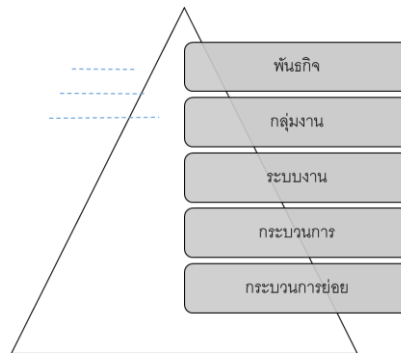 พันธกิจ
กลุ่มงาน
ระบบงาน
กระบวนการ
กระบวนการย่อย